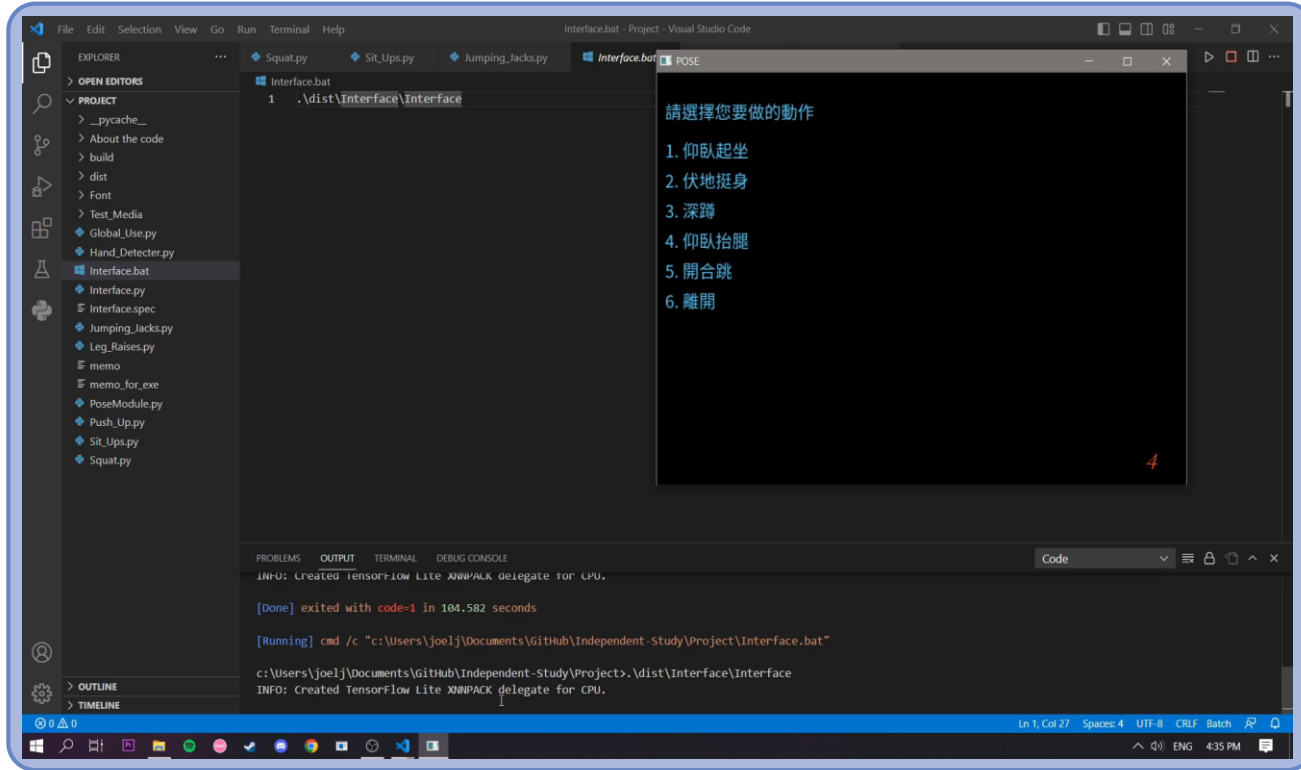 File Edit Selection View Go Run Terminal Help
Interface.bat - Project - Visual Studio Code
EXPLORER
OPEN EDITORS
PROJECT
__pycache__
About the code
build
dist
Font
Test_Media
Global_Use.py
Hand_Detecter.py
Interface.bat
Interface.py
Interface.spec
Jumping_Jacks.py
Leg_Raises.py
memo
memo_for_exe
PoseModule.py
Push_Up.py
Sit_Ups.py
Squat.py
OUTLINE
TIMELINE
Squat.py Sit_Ups.py Jumping_Jacks.py Interface.bat
Interface.bat
1 .\dist\Interface\Interface
POSE
請選擇您要做的動作
1. 仰臥起坐
2. 伏地挺身
3. 深蹲
4. 仰臥抬腿
5. 開合跳
6. 離開
4
PROBLEMS OUTPUT TERMINAL DEBUG CONSOLE Code
INFO: Created TensorFlow Lite XNNPACK delegate for CPU.
[Done] exited with code=1 in 104.582 seconds
[Running] cmd /c "c:\Users\joelj\Documents\GitHub\Independent-Study\Project\Interface.bat"
c:\Users\joelj\Documents\GitHub\Independent-Study\Project>.\dist\Interface\Interface
INFO: Created TensorFlow Lite XNNPACK delegate for CPU.
0 0 Ln 1, Col 27 Spaces: 4 UTF-8 CRLF Batch
ENG 4:35 PM